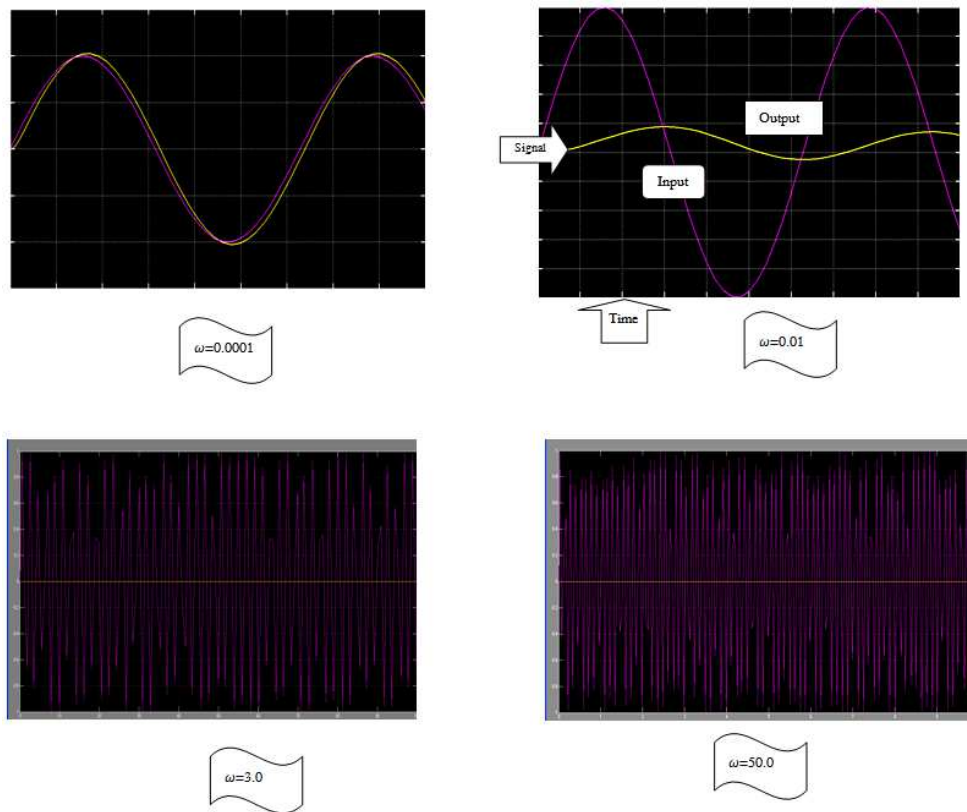 Output
Signal
Input
Time
ω=0.0001
ω=0.01
ω=3.0
ω=50.0